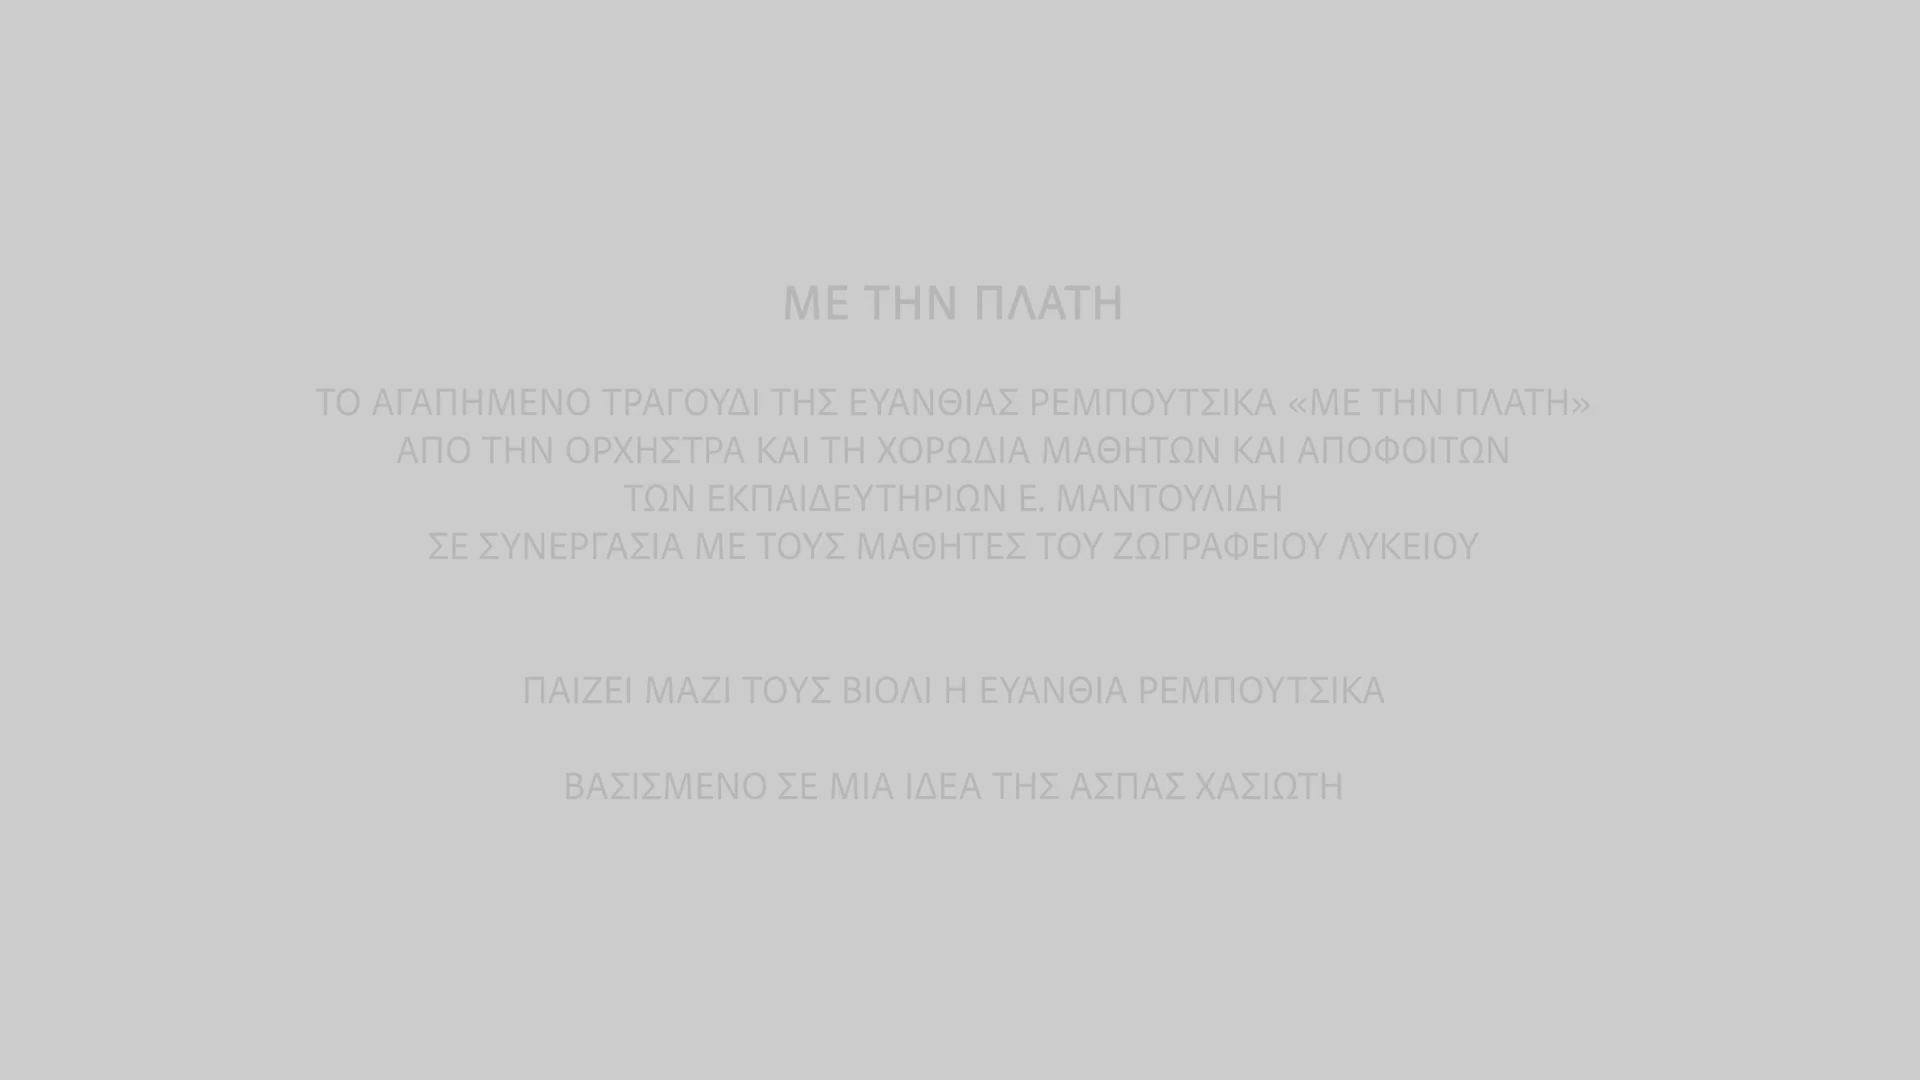 ΜΕ ΤΗΝ ΠΛΑΤΗ
ΤΟ ΑΓΑΠΗΜΕΝΟ ΤΡΑΓΟΥΔΙ ΤΗΣ ΕΥΑΝΘΙΑΣ ΡΕΜΠΟΥΤΣΙΚΑ «ΜΕ ΤΗΝ ΠΛΑΤΗ»
ΑΠΟ ΤΗΝ ΟΡΧΗΣΤΡΑ ΚΑΙ ΤΗ ΧΟΡΩΔΙΑ ΜΑΘΗΤΩΝ ΚΑΙ ΑΠΟΦΟΙΤΩΝ
ΤΩΝ ΕΚΠΑΙΔΕΥΤΗΡΙΩΝ Ε. ΜΑΝΤΟΥΛΙΔΗ
ΣΕ ΣΥΝΕΡΓΑΣΙΑ ΜΕ ΤΟΥΣ ΜΑΘΗΤΕΣ ΤΟΥ ΖΩΓΡΑΦΕΙΟΥ ΛΥΚΕΙΟΥ
ΠΑΙΖΕΙ ΜΑΖΙ ΤΟΥΣ ΒΙΟΛΙ Η ΕΥΑΝΘΙΑ ΡΕΜΠΟΥΤΣΙΚΑ
ΒΑΣΙΣΜΕΝΟ ΣΕ ΜΙΑ ΙΔΕΑ ΤΗΣ ΑΣΠΑΣ ΧΑΣΙΩΤΗ